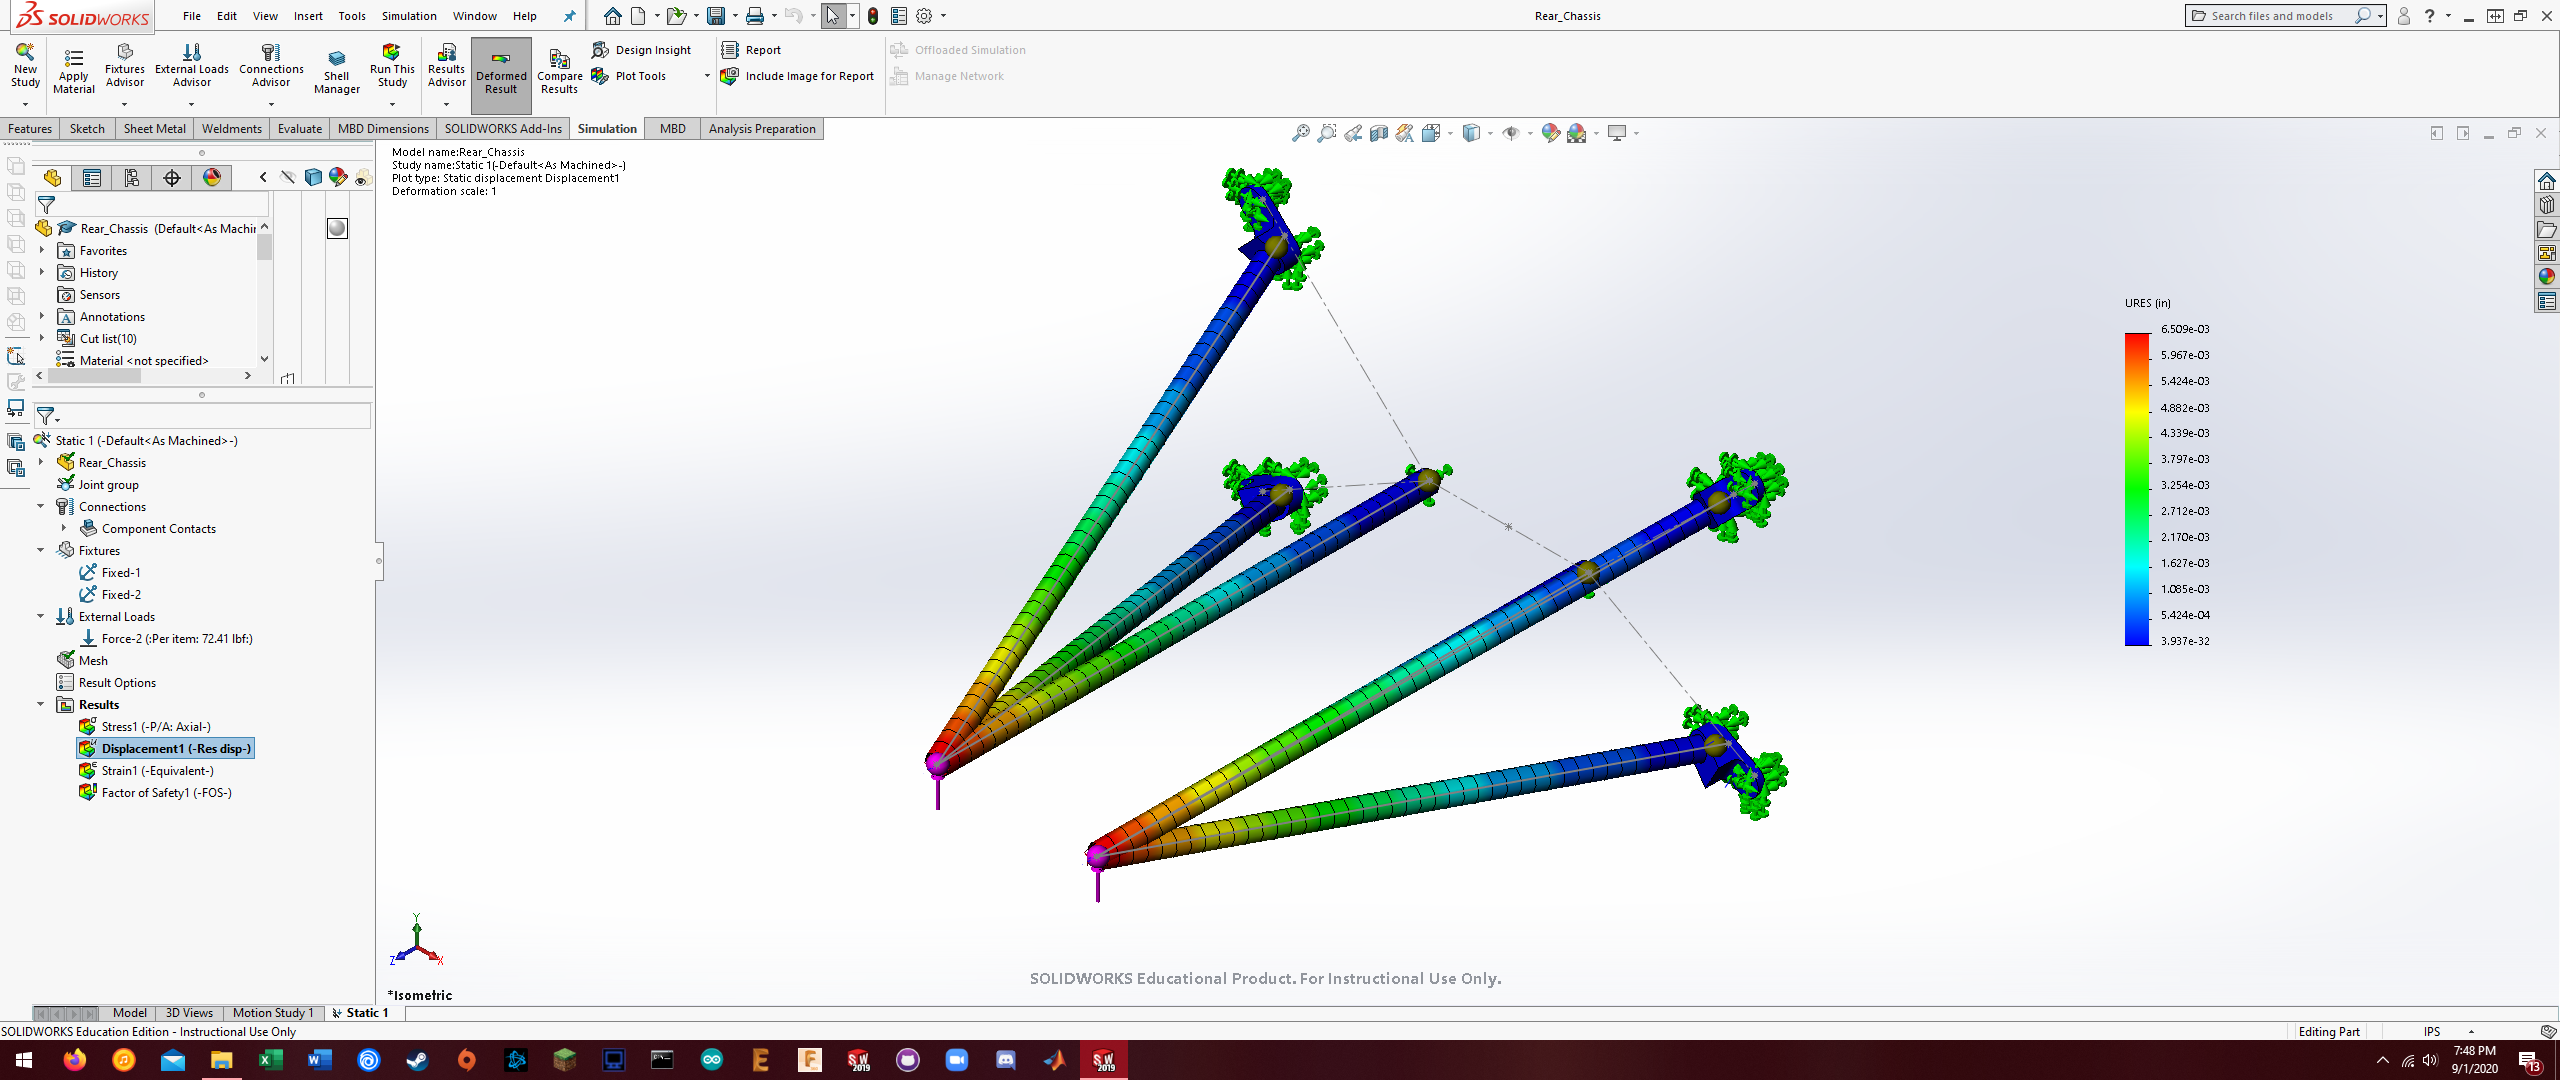 SOLIDWORKS
File Edit View Insert Tools Simulation Window Help
Rear_Chassis
Search files and models
New Study
Apply Material
Fixtures Advisor
External Loads Advisor
Connections Advisor
Shell Manager
Run This Study
Results Advisor
Deformed Result
Compare Results
Design Insight
Plot Tools
Report
Include Image for Report
Offloaded Simulation
Manage Network
Features Sketch Sheet Metal Weldments Evaluate MBD Dimensions SOLIDWORKS Add-Ins Simulation MBD Analysis Preparation
Model name:Rear_Chassis
Study name:Static 1(-Default<As Machined>-)
Plot type: Static displacement Displacement1
Deformation scale: 1
Rear_Chassis (Default<As Machir
Favorites
History
Sensors
Annotations
Cut list(10)
Material <not specified>
Static 1 (-Default<As Machined>-)
Rear_Chassis
Joint group
Connections
Component Contacts
Fixtures
Fixed-1
Fixed-2
External Loads
Force-2 (:Per item: 72.41 lbf:)
Mesh
Result Options
Results
Stress1 (-P/A: Axial-)
Displacement1 (-Res disp-)
Strain1 (-Equivalent-)
Factor of Safety1 (-FOS-)
URES (in)
6.509e-03
5.967e-03
5.424e-03
4.882e-03
4.339e-03
3.797e-03
3.254e-03
2.712e-03
2.170e-03
1.627e-03
1.085e-03
5.424e-04
3.937e-32
Y
Z
X
*Isometric
SOLIDWORKS Educational Product. For Instructional Use Only.
Model 3D Views Motion Study 1 Static 1
SOLIDWORKS Education Edition - Instructional Use Only
Editing Part
IPS
SW 2019
SW 2019
7:48 PM
9/1/2020
13